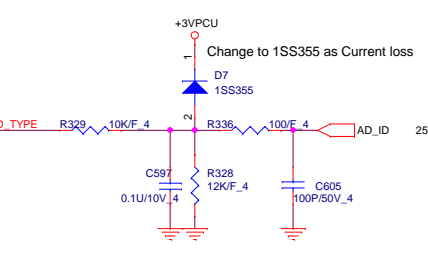 +3VPCU
Change to 1SS355 as Current loss
1
D7
1SS355
2
D_TYPE R329 10K/F_4 R336 100/F_4 AD_ID 25
C597 R328
0.1U/10V_4 12K/F_4
C605
100P/50V_4